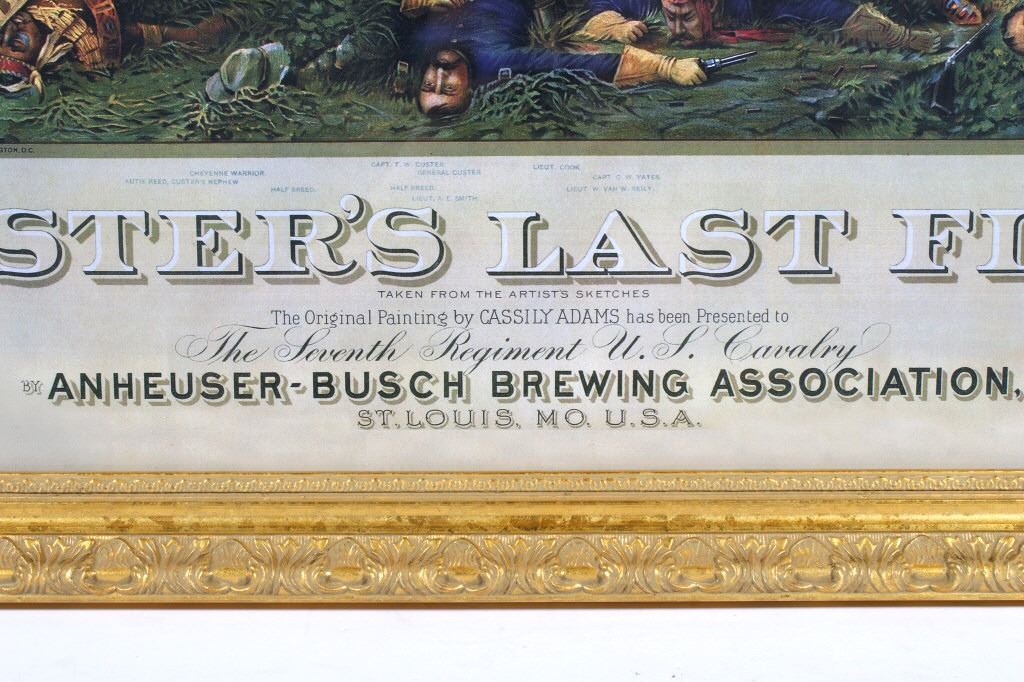 STON, D.C.
CAPT. T. W. CUSTER. LIEUT. COOK.
CHEYENNE WARRIOR. GENERAL CUSTER CAPT. G. W. YATES.
AUTIE REED, CUSTER'S NEPHEW
HALF BREED. HALF BREED. LIEUT. W. VAN W. REILY.
LIEUT. A. E. SMITH.
STER'S LAST FI
TAKEN FROM THE ARTIST'S SKETCHES
The Original Painting by CASSILY ADAMS has been Presented to
The Seventh Regiment U. S. Cavalry
BY ANHEUSER-BUSCH BREWING ASSOCIATION,
ST. LOUIS, MO. U.S.A.